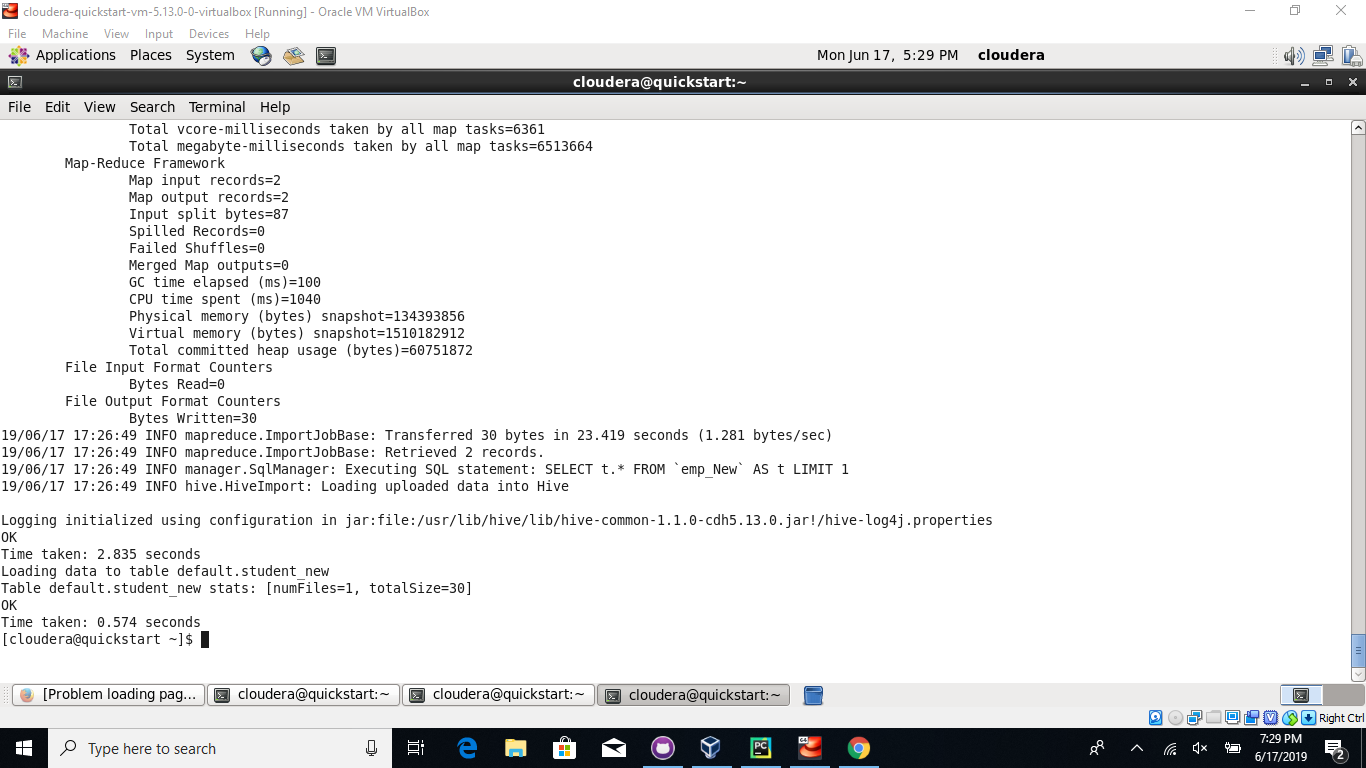 cloudera-quickstart-vm-5.13.0-0-virtualbox [Running] - Oracle VM VirtualBox
File Machine View Input Devices Help
Applications Places System Mon Jun 17, 5:29 PM cloudera
cloudera@quickstart:~
File Edit View Search Terminal Help
Total vcore-milliseconds taken by all map tasks=6361
Total megabyte-milliseconds taken by all map tasks=6513664
Map-Reduce Framework
Map input records=2
Map output records=2
Input split bytes=87
Spilled Records=0
Failed Shuffles=0
Merged Map outputs=0
GC time elapsed (ms)=100
CPU time spent (ms)=1040
Physical memory (bytes) snapshot=134393856
Virtual memory (bytes) snapshot=1510182912
Total committed heap usage (bytes)=60751872
File Input Format Counters
Bytes Read=0
File Output Format Counters
Bytes Written=30
19/06/17 17:26:49 INFO mapreduce.ImportJobBase: Transferred 30 bytes in 23.419 seconds (1.281 bytes/sec)
19/06/17 17:26:49 INFO mapreduce.ImportJobBase: Retrieved 2 records.
19/06/17 17:26:49 INFO manager.SqlManager: Executing SQL statement: SELECT t.* FROM `emp_New` AS t LIMIT 1
19/06/17 17:26:49 INFO hive.HiveImport: Loading uploaded data into Hive
Logging initialized using configuration in jar:file:/usr/lib/hive/lib/hive-common-1.1.0-cdh5.13.0.jar!/hive-log4j.properties
OK
Time taken: 2.835 seconds
Loading data to table default.student_new
Table default.student_new stats: [numFiles=1, totalSize=30]
OK
Time taken: 0.574 seconds
[cloudera@quickstart ~]$
[Problem loading pag... cloudera@quickstart:~ cloudera@quickstart:~ cloudera@quickstart:~
Right Ctrl
Type here to search
7:29 PM
6/17/2019
2